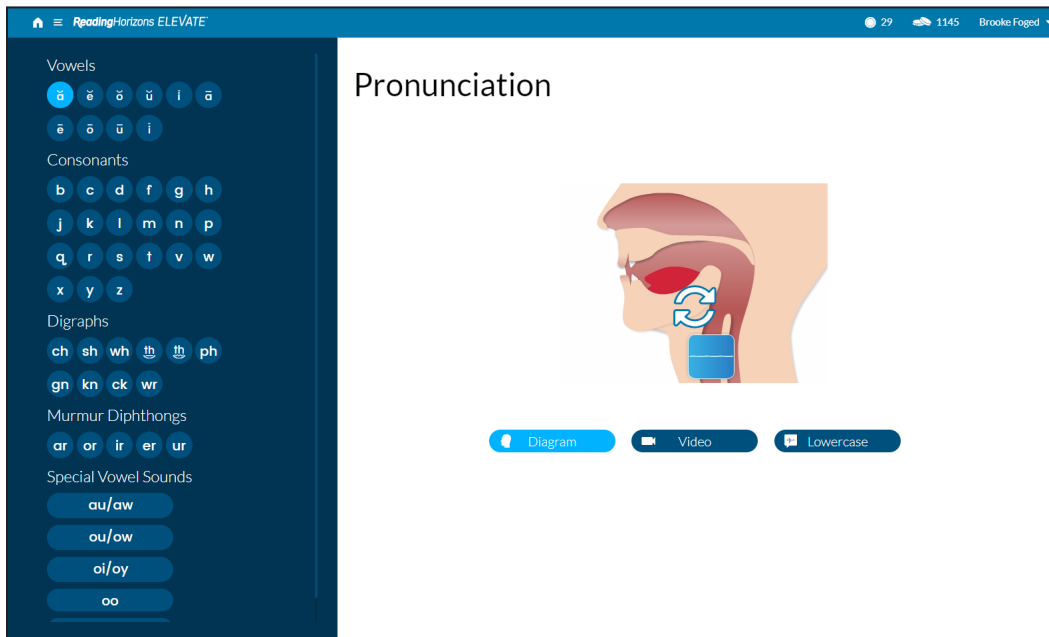 ReadingHorizons ELEVATE 29 1145 Brooke Foged
Vowels
ă ĕ ŏ ŭ i ā
ē ō ū i
Consonants
b c d f g h
j k l m n p
q r s t v w
x y z
Digraphs
ch sh wh th th ph
gn kn ck wr
Murmur Diphthongs
ar or ir er ur
Special Vowel Sounds
au/aw
ou/ow
oi/oy
oo
Pronunciation
Diagram Video Lowercase